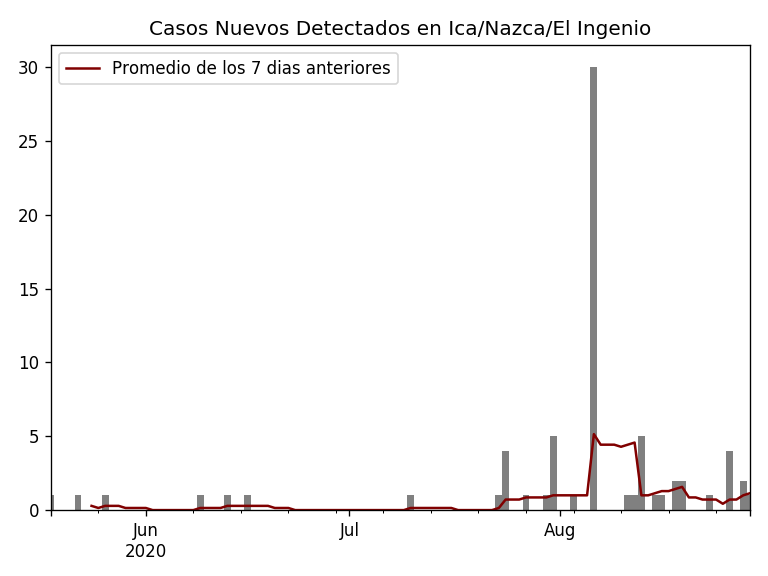 Casos Nuevos Detectados en Ica/Nazca/El Ingenio
Promedio de los 7 dias anteriores
30
25
20
15
10
5
0
Jun
2020
Jul
Aug